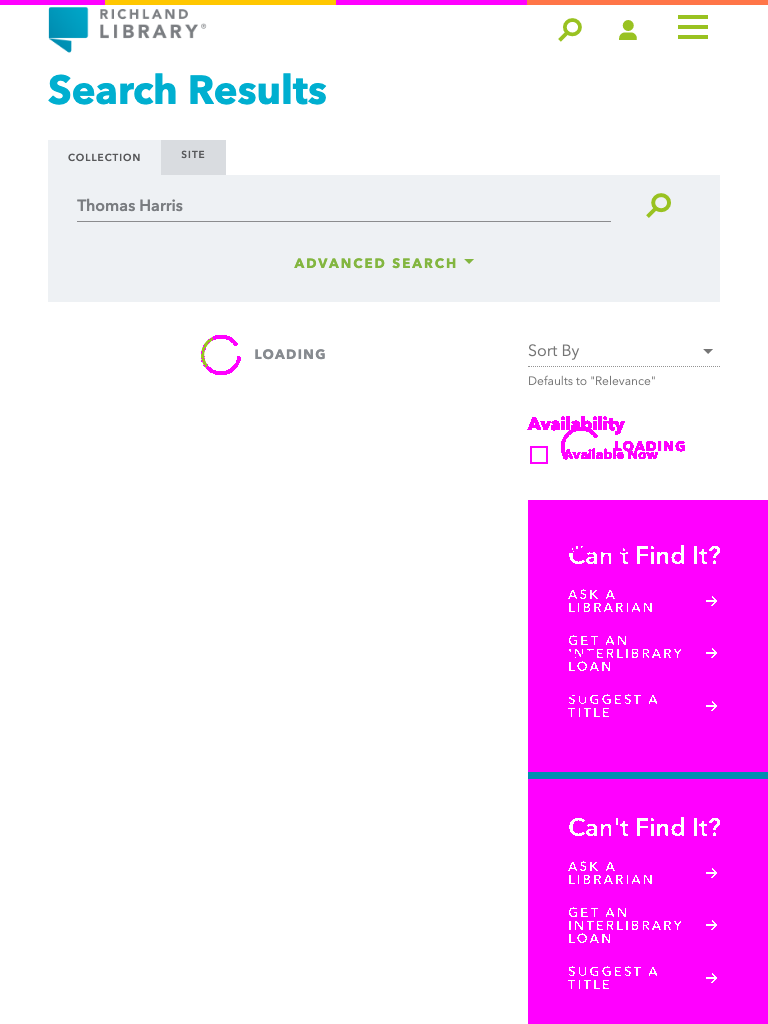 RICHLAND
LIBRARY®
Search Results
COLLECTION
SITE
Thomas Harris
ADVANCED SEARCH
LOADING
Sort By
Defaults to "Relevance"
Availability
LOADING
Available Now
Can't Find It?
ASK A
LIBRARIAN
GET AN
INTERLIBRARY
LOAN
SUGGEST A
TITLE
Can't Find It?
ASK A
LIBRARIAN
GET AN
INTERLIBRARY
LOAN
SUGGEST A
TITLE